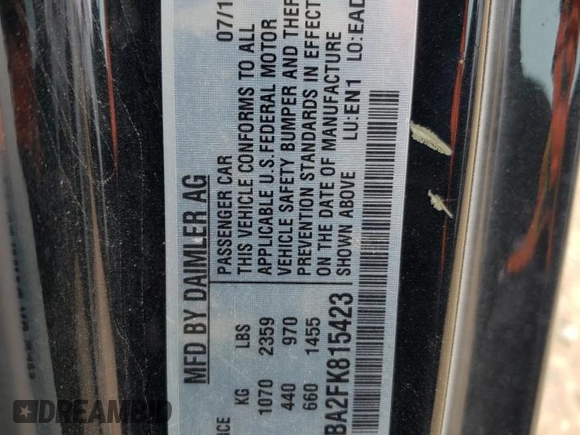 MFD BY DAIMLER AG
ICE KG LBS
1070 2359
440 970
660 1455
PASSENGER CAR 07/1
THIS VEHICLE CONFORMS TO ALL
APPLICABLE U.S. FEDERAL MOTOR
VEHICLE SAFETY BUMPER AND THEF
PREVENTION STANDARDS IN EFFECT
ON THE DATE OF MANUFACTURE
SHOWN ABOVE LU:EN1 LO:EAD
BA2FK815423
DREAMBID